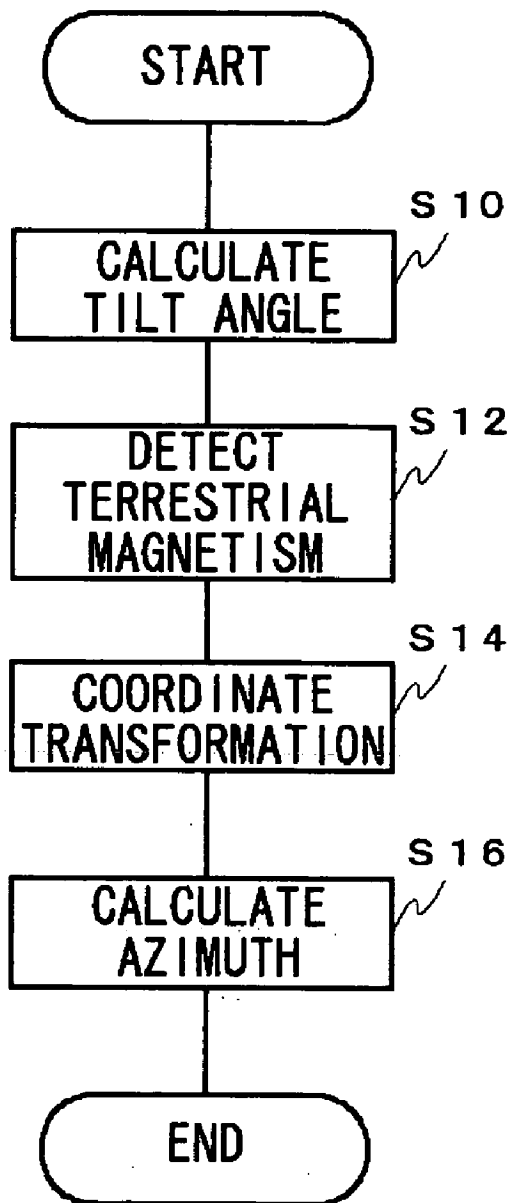 START
S10
CALCULATE
TILT ANGLE
S12
DETECT
TERRESTRIAL
MAGNETISM
S14
COORDINATE
TRANSFORMATION
S16
CALCULATE
AZIMUTH
END